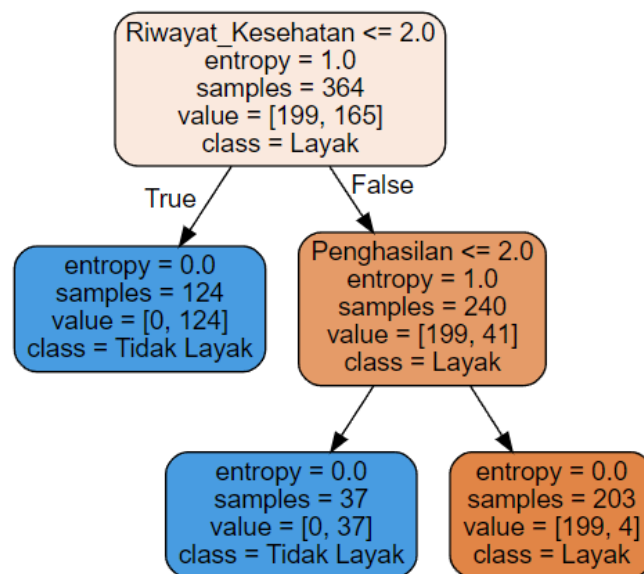 Riwayat_Kesehatan <= 2.0
entropy = 1.0
samples = 364
value = [199, 165]
class = Layak
True
False
entropy = 0.0
samples = 124
value = [0, 124]
class = Tidak Layak
Penghasilan <= 2.0
entropy = 1.0
samples = 240
value = [199, 41]
class = Layak
entropy = 0.0
samples = 37
value = [0, 37]
class = Tidak Layak
entropy = 0.0
samples = 203
value = [199, 4]
class = Layak